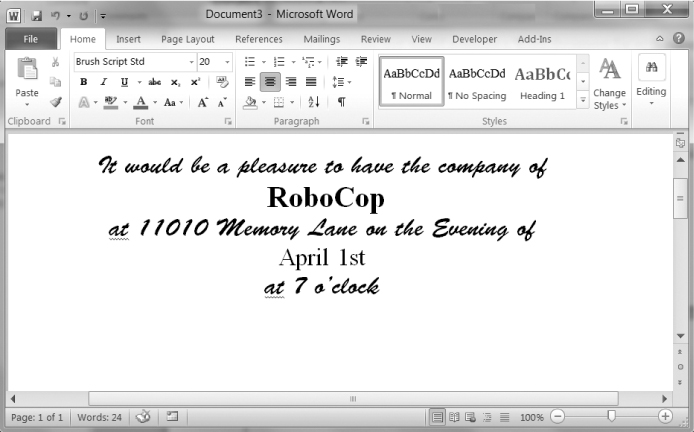 Document3 - Microsoft Word
File Home Insert Page Layout References Mailings Review View Developer Add-Ins
Brush Script Std 20
Paste B I U abc x₂ x² Aa A A AaBbCcDd AaBbCcDd AaBbCc Change Styles Editing
¶ Normal ¶ No Spacing Heading 1
Clipboard Font Paragraph Styles
It would be a pleasure to have the company of
RoboCop
at 11010 Memory Lane on the Evening of
April 1st
at 7 o'clock
Page: 1 of 1 Words: 24 100%